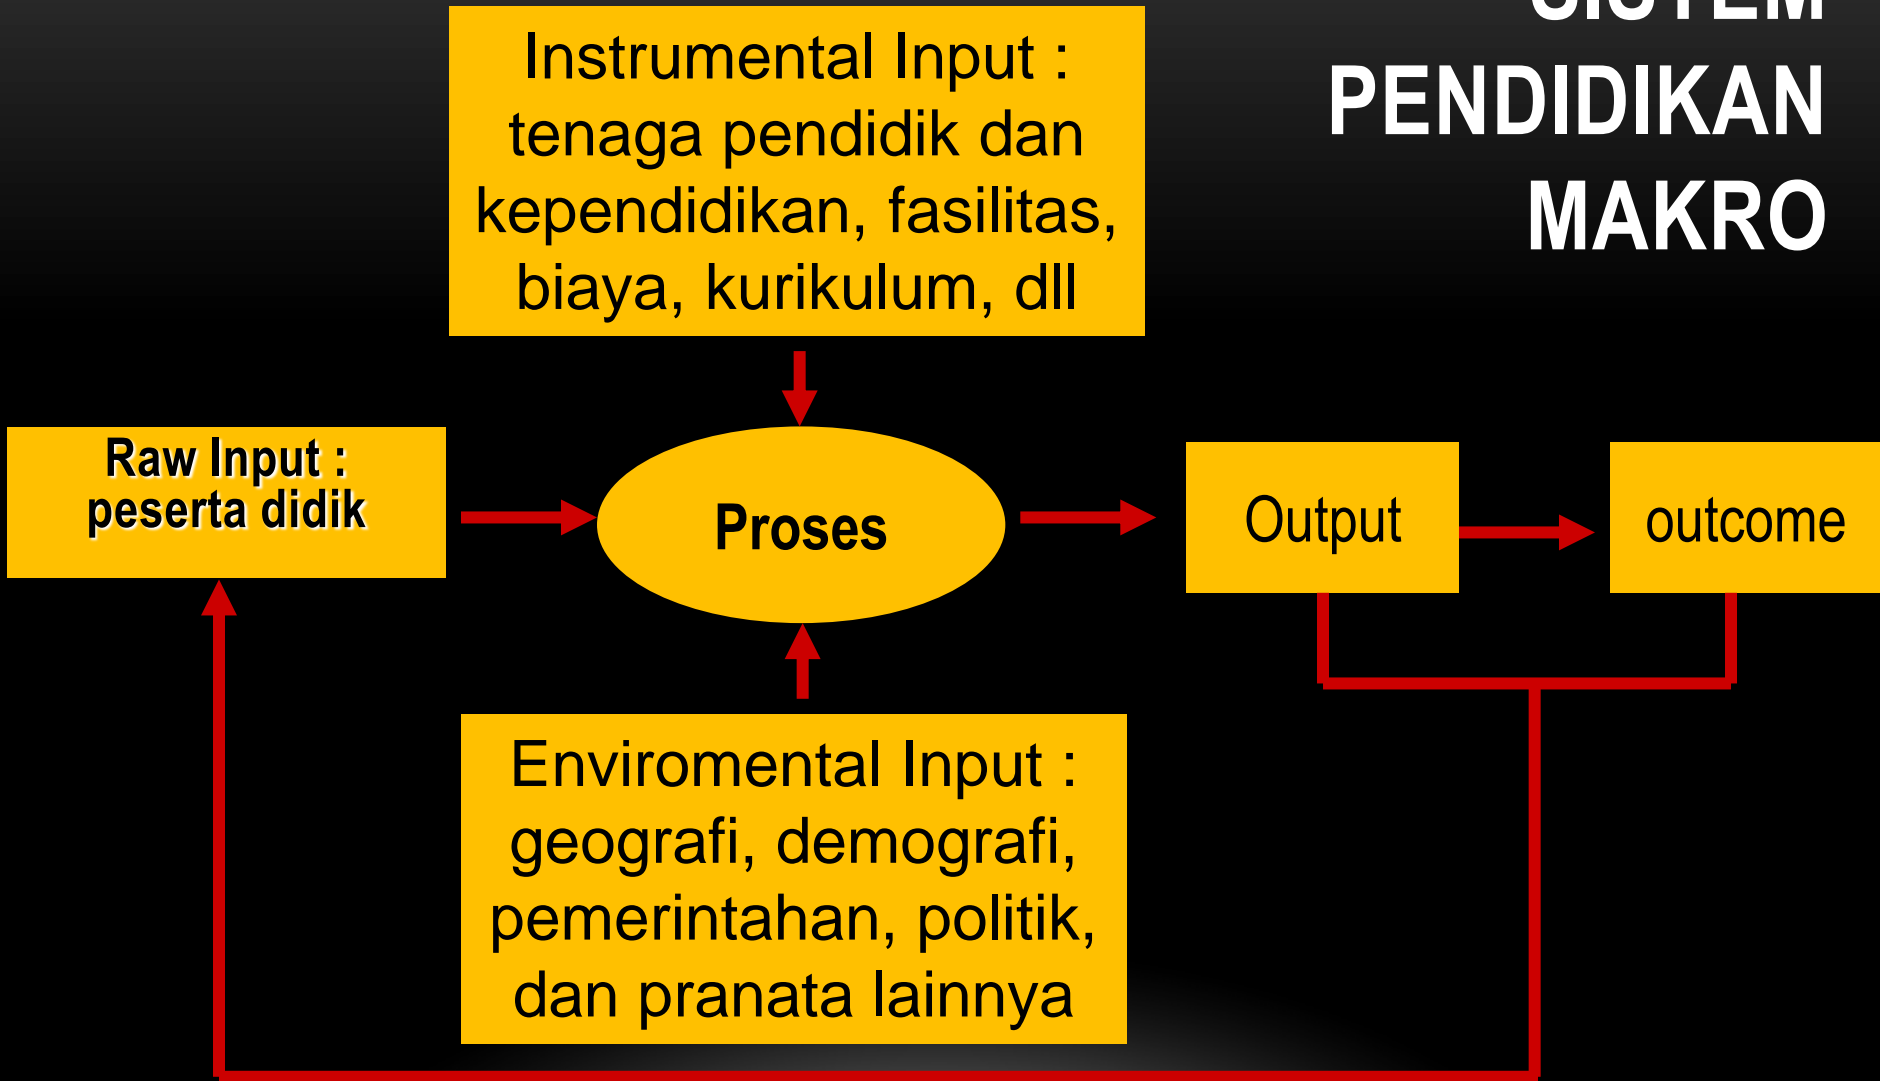 SISTEM
PENDIDIKAN
MAKRO
Instrumental Input :
tenaga pendidik dan
kependidikan, fasilitas,
biaya, kurikulum, dll
Raw Input :
peserta didik
Proses
Output
outcome
Enviromental Input :
geografi, demografi,
pemerintahan, politik,
dan pranata lainnya